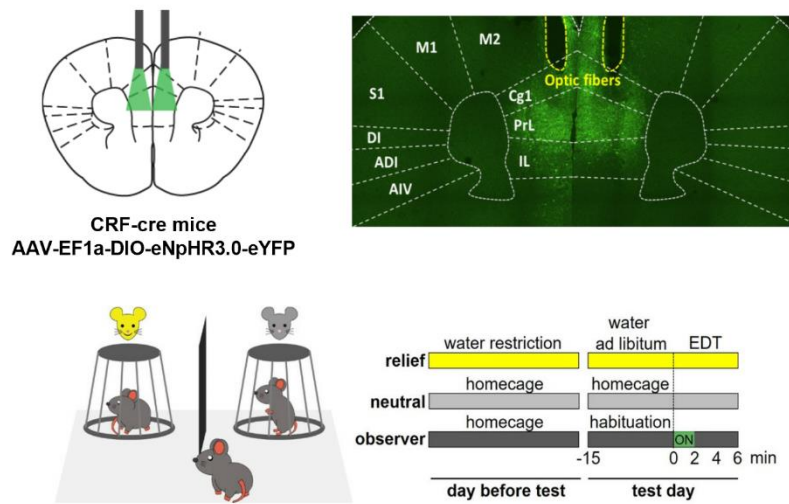 CRF-cre mice
AAV-EF1a-DIO-eNpHR3.0-eYFP
M1
M2
Optic fibers
S1
Cg1
PrL
DI
ADI
IL
AIV
water restriction
water
ad libitum
EDT
relief
homecage
homecage
neutral
homecage
habituation
ON
observer
-15
0
2
6
min
day before test
test day